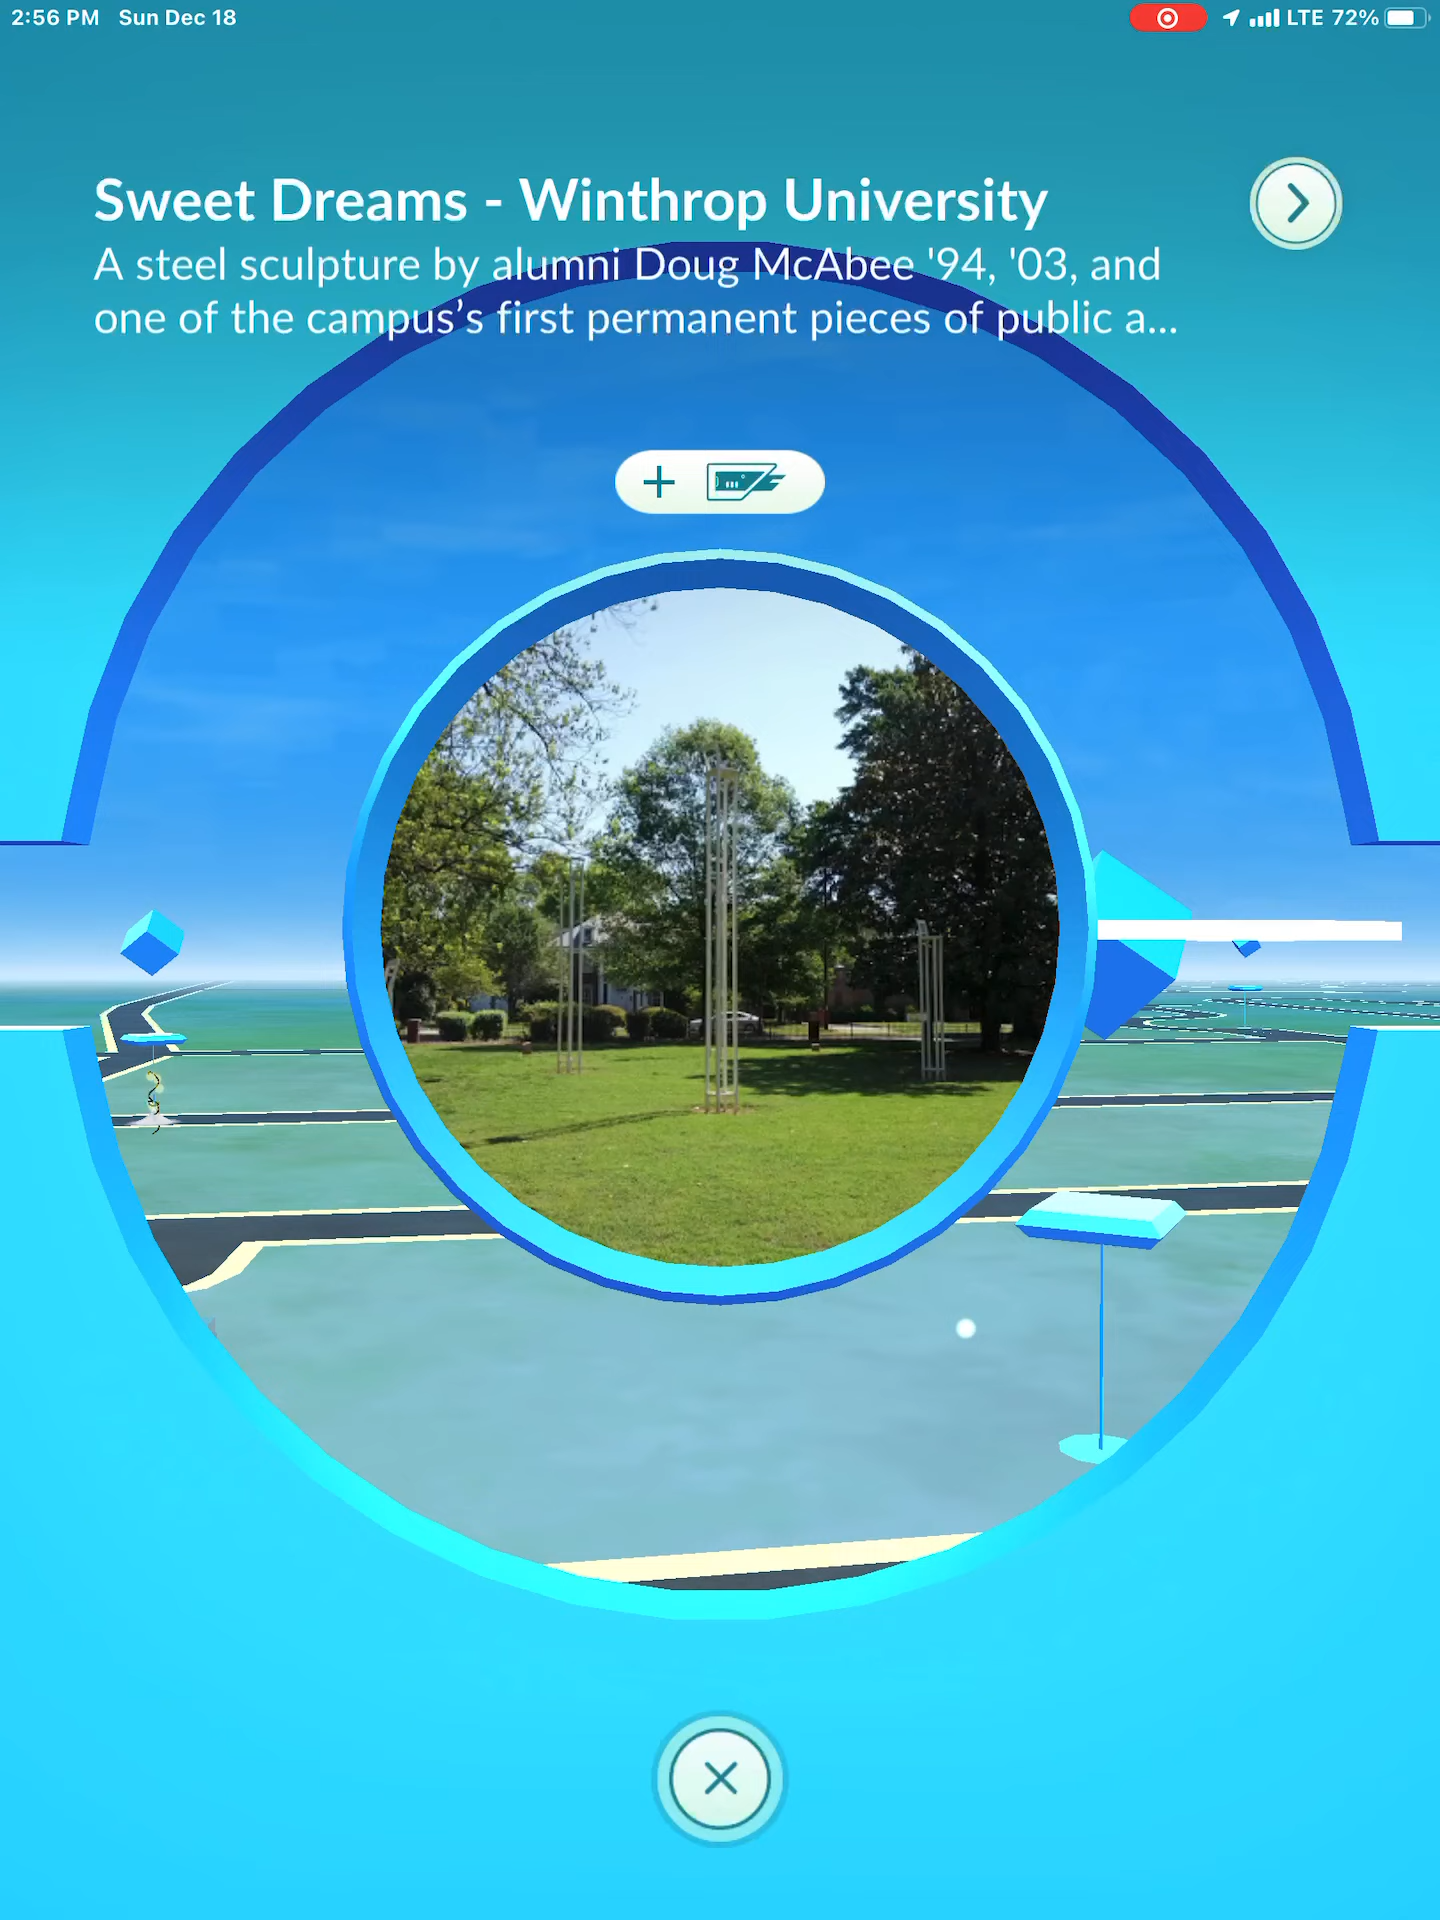 2:56 PM Sun Dec 18 LTE 72%
Sweet Dreams - Winthrop University
A steel sculpture by alumni Doug McAbee '94, '03, and
one of the campus’s first permanent pieces of public a...